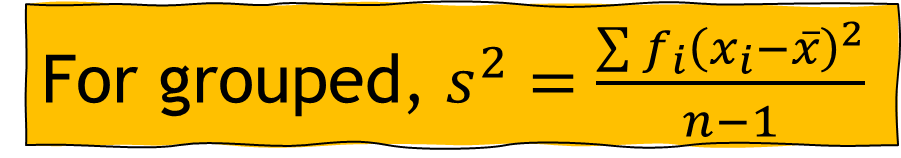 For grouped, s² = ∑ fᵢ(xᵢ−x̄)² / n−1